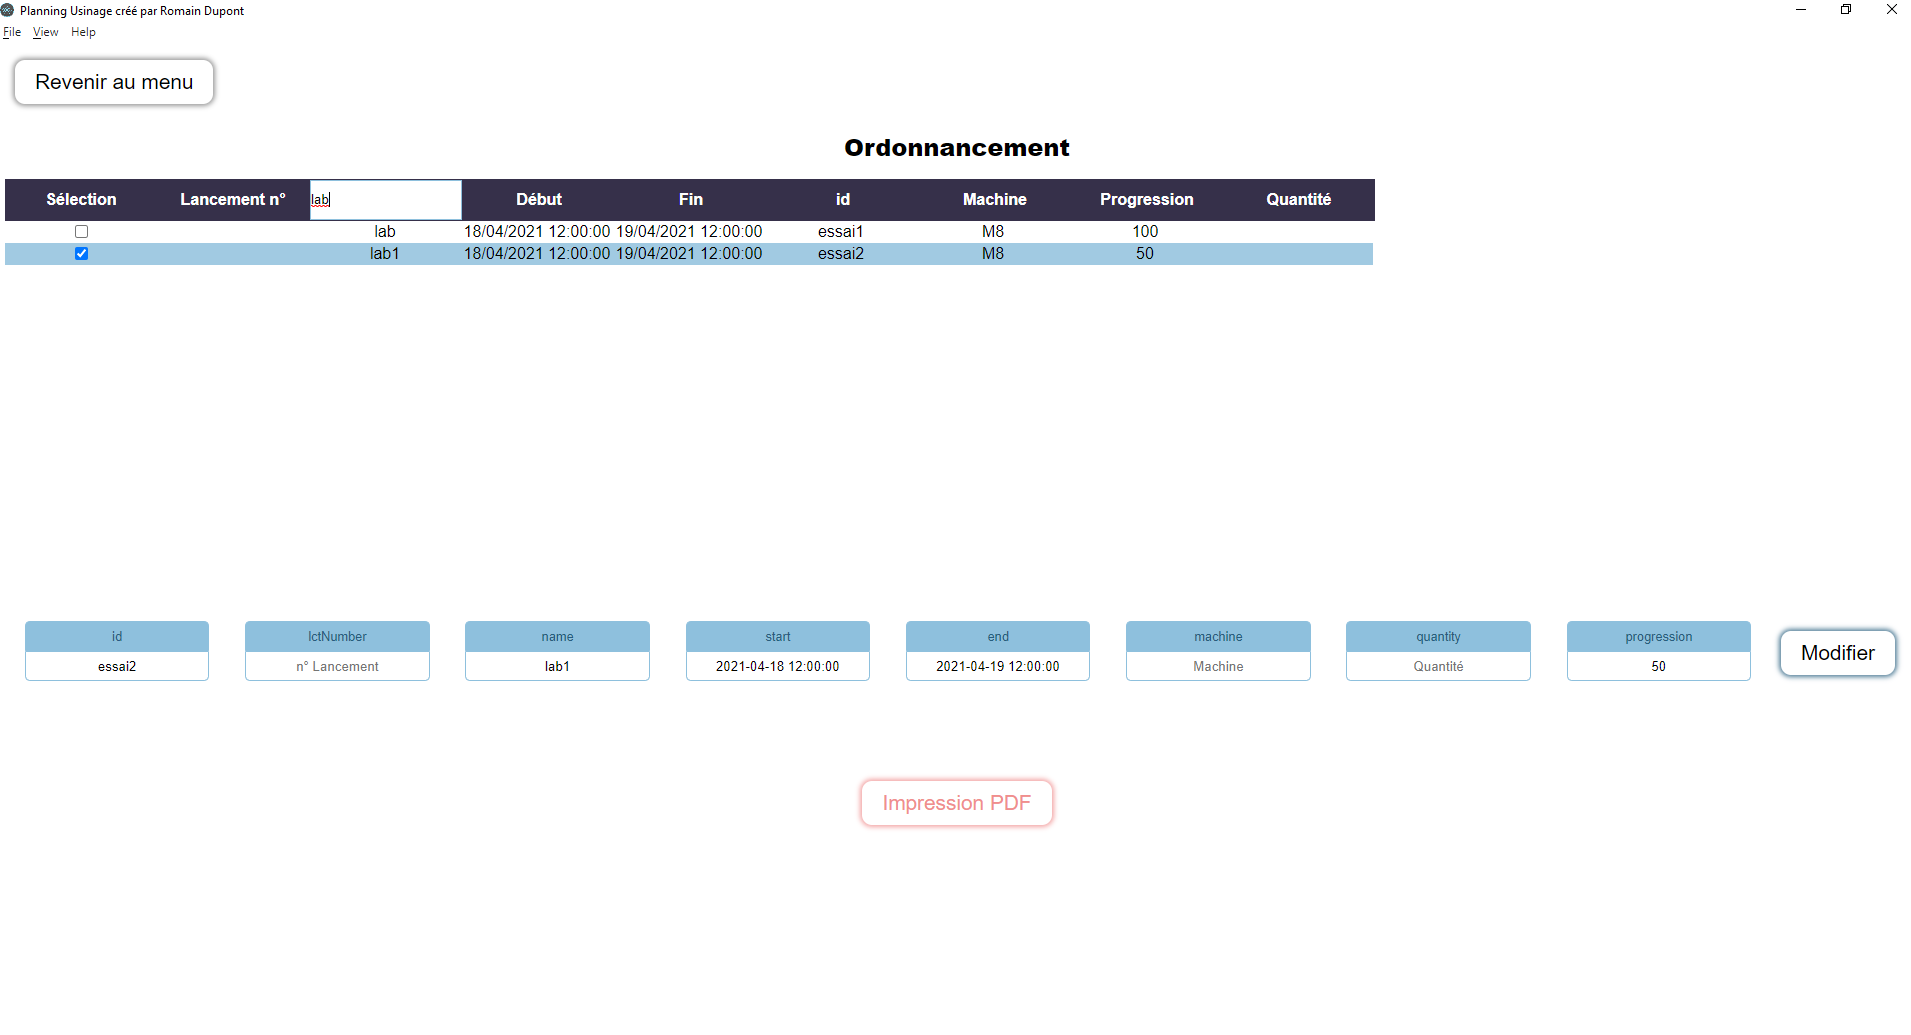 Planning Usinage créé par Romain Dupont
File View Help
Revenir au menu
Ordonnancement
Sélection Lancement n° lab Début Fin id Machine Progression Quantité
lab 18/04/2021 12:00:00 19/04/2021 12:00:00 essai1 M8 100
lab1 18/04/2021 12:00:00 19/04/2021 12:00:00 essai2 M8 50
id lctNumber name start end machine quantity progression
essai2 n° Lancement lab1 2021-04-18 12:00:00 2021-04-19 12:00:00 Machine Quantité 50
Modifier
Impression PDF